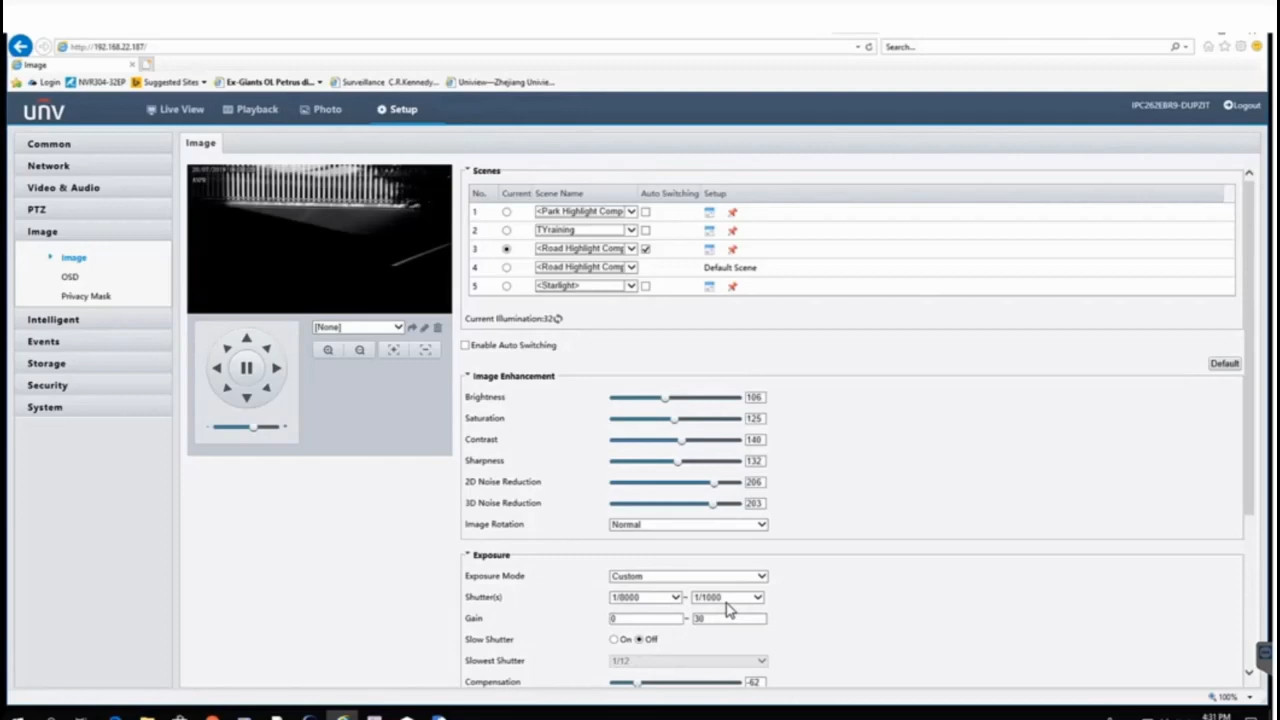 http://192.168.22.187/
Search...
Image
Login NVR304-32EP Suggested Sites Ex-Giants OL Petrus di... Surveillance C.R.Kennedy... Uniview—Zhejiang Univie...
unv Live View Playback Photo Setup IPC262EBR9-DUPZIT Logout
Common
Network
Video & Audio
PTZ
Image
Image
OSD
Privacy Mask
Intelligent
Events
Storage
Security
System
Image
Scenes
No. Current Scene Name Auto Switching Setup
1 <Park Highlight Comp
2 TYraining
3 <Road Highlight Comp
4 <Road Highlight Comp Default Scene
5 <Starlight>
[None]
Current Illumination:32
Enable Auto Switching
Default
Image Enhancement
Brightness 106
Saturation 125
Contrast 140
Sharpness 132
2D Noise Reduction 206
3D Noise Reduction 203
Image Rotation Normal
Exposure
Exposure Mode Custom
Shutter(s) 1/8000 ~ 1/1000
Gain 0 ~ 30
Slow Shutter On Off
Slowest Shutter 1/12
Compensation -62
100%
4:31 PM